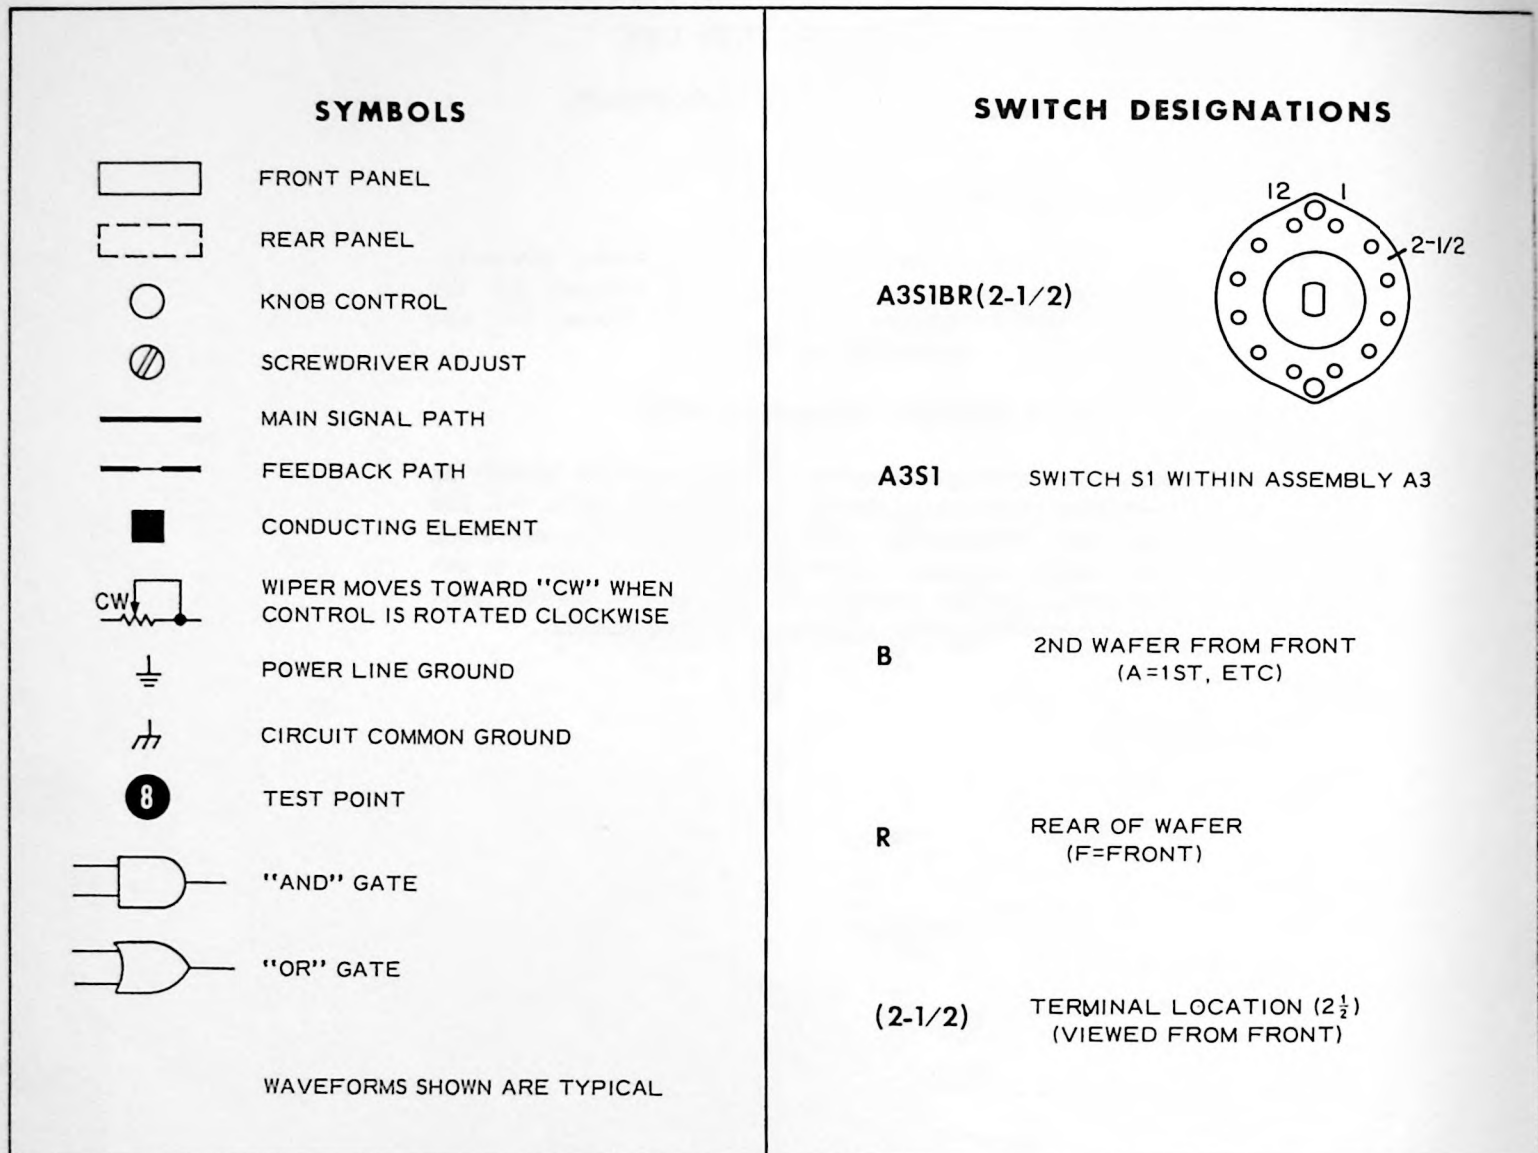 SYMBOLS
FRONT PANEL
REAR PANEL
KNOB CONTROL
SCREWDRIVER ADJUST
MAIN SIGNAL PATH
FEEDBACK PATH
CONDUCTING ELEMENT
CW
WIPER MOVES TOWARD "CW" WHEN
CONTROL IS ROTATED CLOCKWISE
POWER LINE GROUND
CIRCUIT COMMON GROUND
8
TEST POINT
"AND" GATE
"OR" GATE
WAVEFORMS SHOWN ARE TYPICAL
SWITCH DESIGNATIONS
12 1
2-1/2
A3S1BR(2-1/2)
A3S1 SWITCH S1 WITHIN ASSEMBLY A3
B 2ND WAFER FROM FRONT
(A=1ST, ETC)
R REAR OF WAFER
(F=FRONT)
(2-1/2) TERMINAL LOCATION (2½)
(VIEWED FROM FRONT)